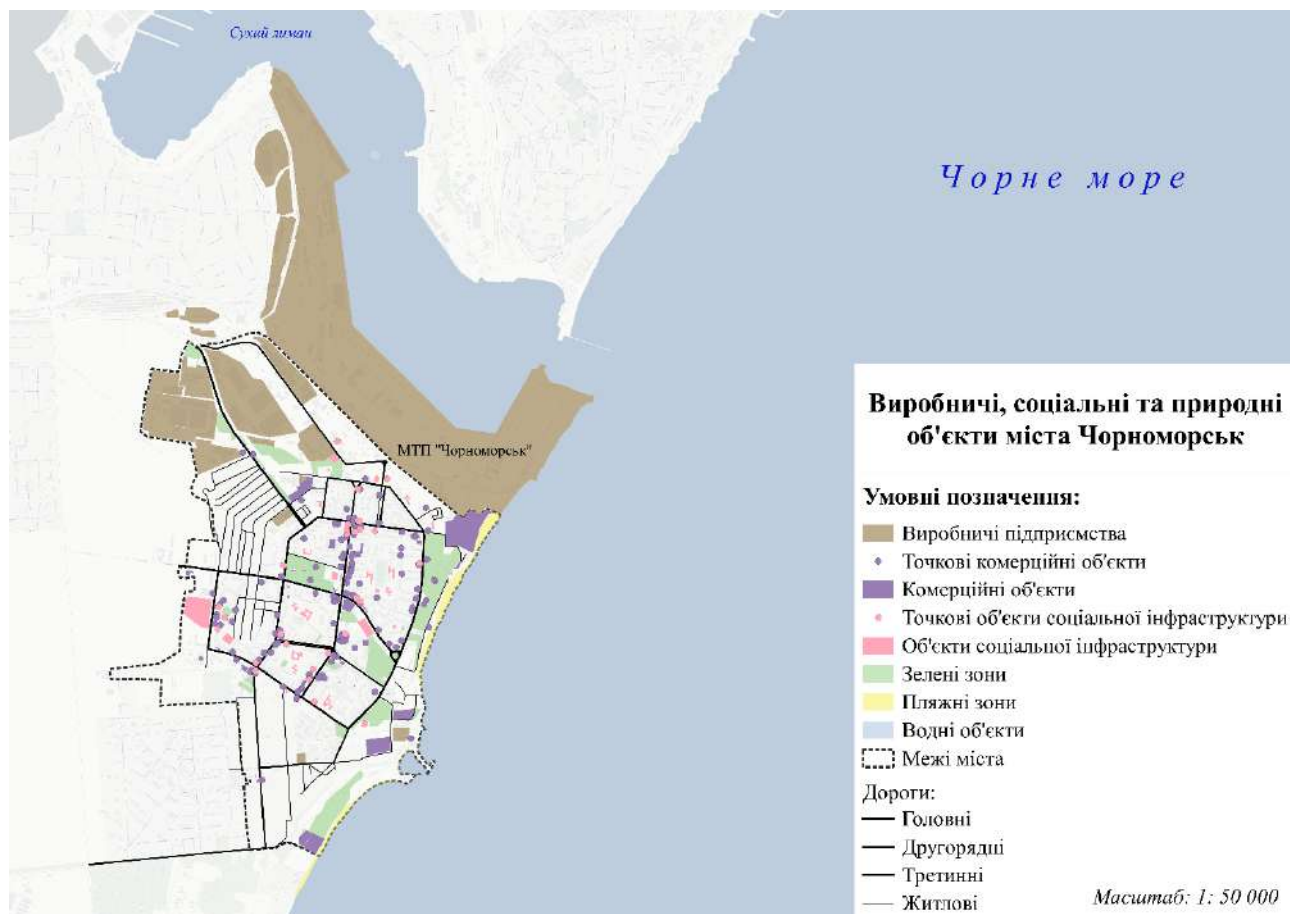 Сухий лиман
Чорне море
МТП "Чорноморськ"
Виробничі, соціальні та природні
об'єкти міста Чорноморськ
Умовні позначення:
Виробничі підприємства
Точкові комерційні об'єкти
Комерційні об'єкти
Точкові об'єкти соціальної інфраструктури
Об'єкти соціальної інфраструктури
Зелені зони
Пляжні зони
Водні об'єкти
Межі міста
Дороги:
Головні
Другорядні
Третинні
Житлові
Масштаб: 1: 50 000